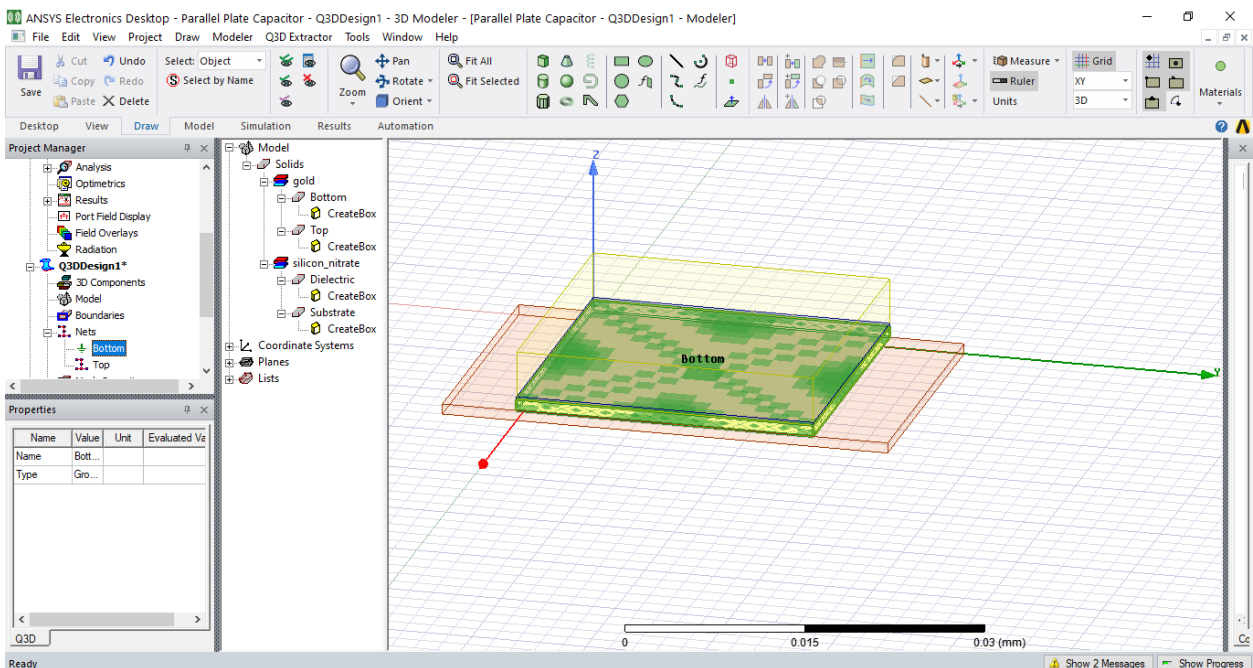 ANSYS Electronics Desktop - Parallel Plate Capacitor - Q3DDesign1 - 3D Modeler - [Parallel Plate Capacitor - Q3DDesign1 - Modeler]
File Edit View Project Draw Modeler Q3D Extractor Tools Window Help
Save
Cut Undo
Copy Redo
Paste Delete
Select: Object
Select by Name
Zoom
Pan
Rotate
Orient
Fit All
Fit Selected
Measure
Ruler
Units
Grid
XY
3D
Materials
Desktop View Draw Model Simulation Results Automation
Project Manager
Analysis
Optimetrics
Results
Port Field Display
Field Overlays
Radiation
Q3DDesign1*
3D Components
Model
Boundaries
Nets
Bottom
Top
Properties
Name Value Unit Evaluated Va
Name Bott...
Type Gro...
Q3D
Model
Solids
gold
Bottom
CreateBox
Top
CreateBox
silicon_nitrate
Dielectric
CreateBox
Substrate
CreateBox
Coordinate Systems
Planes
Lists
Z
Bottom
Y
0 0.015 0.03 (mm)
Co
Ready
Show 2 Messages Show Progress